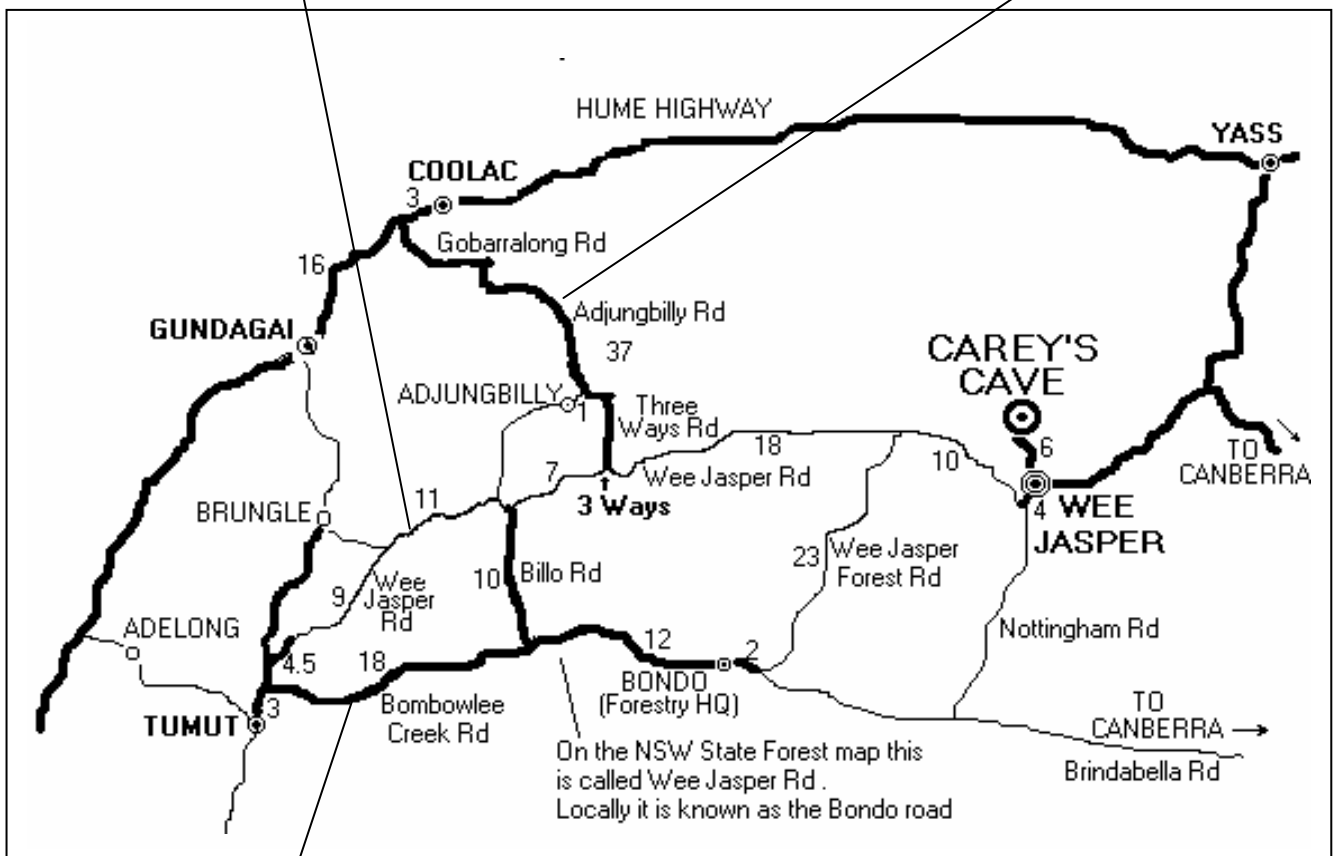 HUME HIGHWAY
YASS
COOLAC
3
Gobarralong Rd
16
GUNDAGAI
Adjungbilly Rd
37
CAREY'S
CAVE
ADJUNGBILLY
1
Three
Ways Rd
18
6
TO
CANBERRA
7
Wee Jasper Rd
10
11
3 Ways
WEE
JASPER
4
BRUNGLE
23
Wee Jasper
Forest Rd
10
Billo Rd
9
Wee
Jasper
Rd
Nottingham Rd
ADELONG
4.5
18
12
2
BONDO
(Forestry HQ)
TUMUT
3
Bombowlee
Creek Rd
TO
CANBERRA
Brindabella Rd
On the NSW State Forest map this
is called Wee Jasper Rd .
Locally it is known as the Bondo road